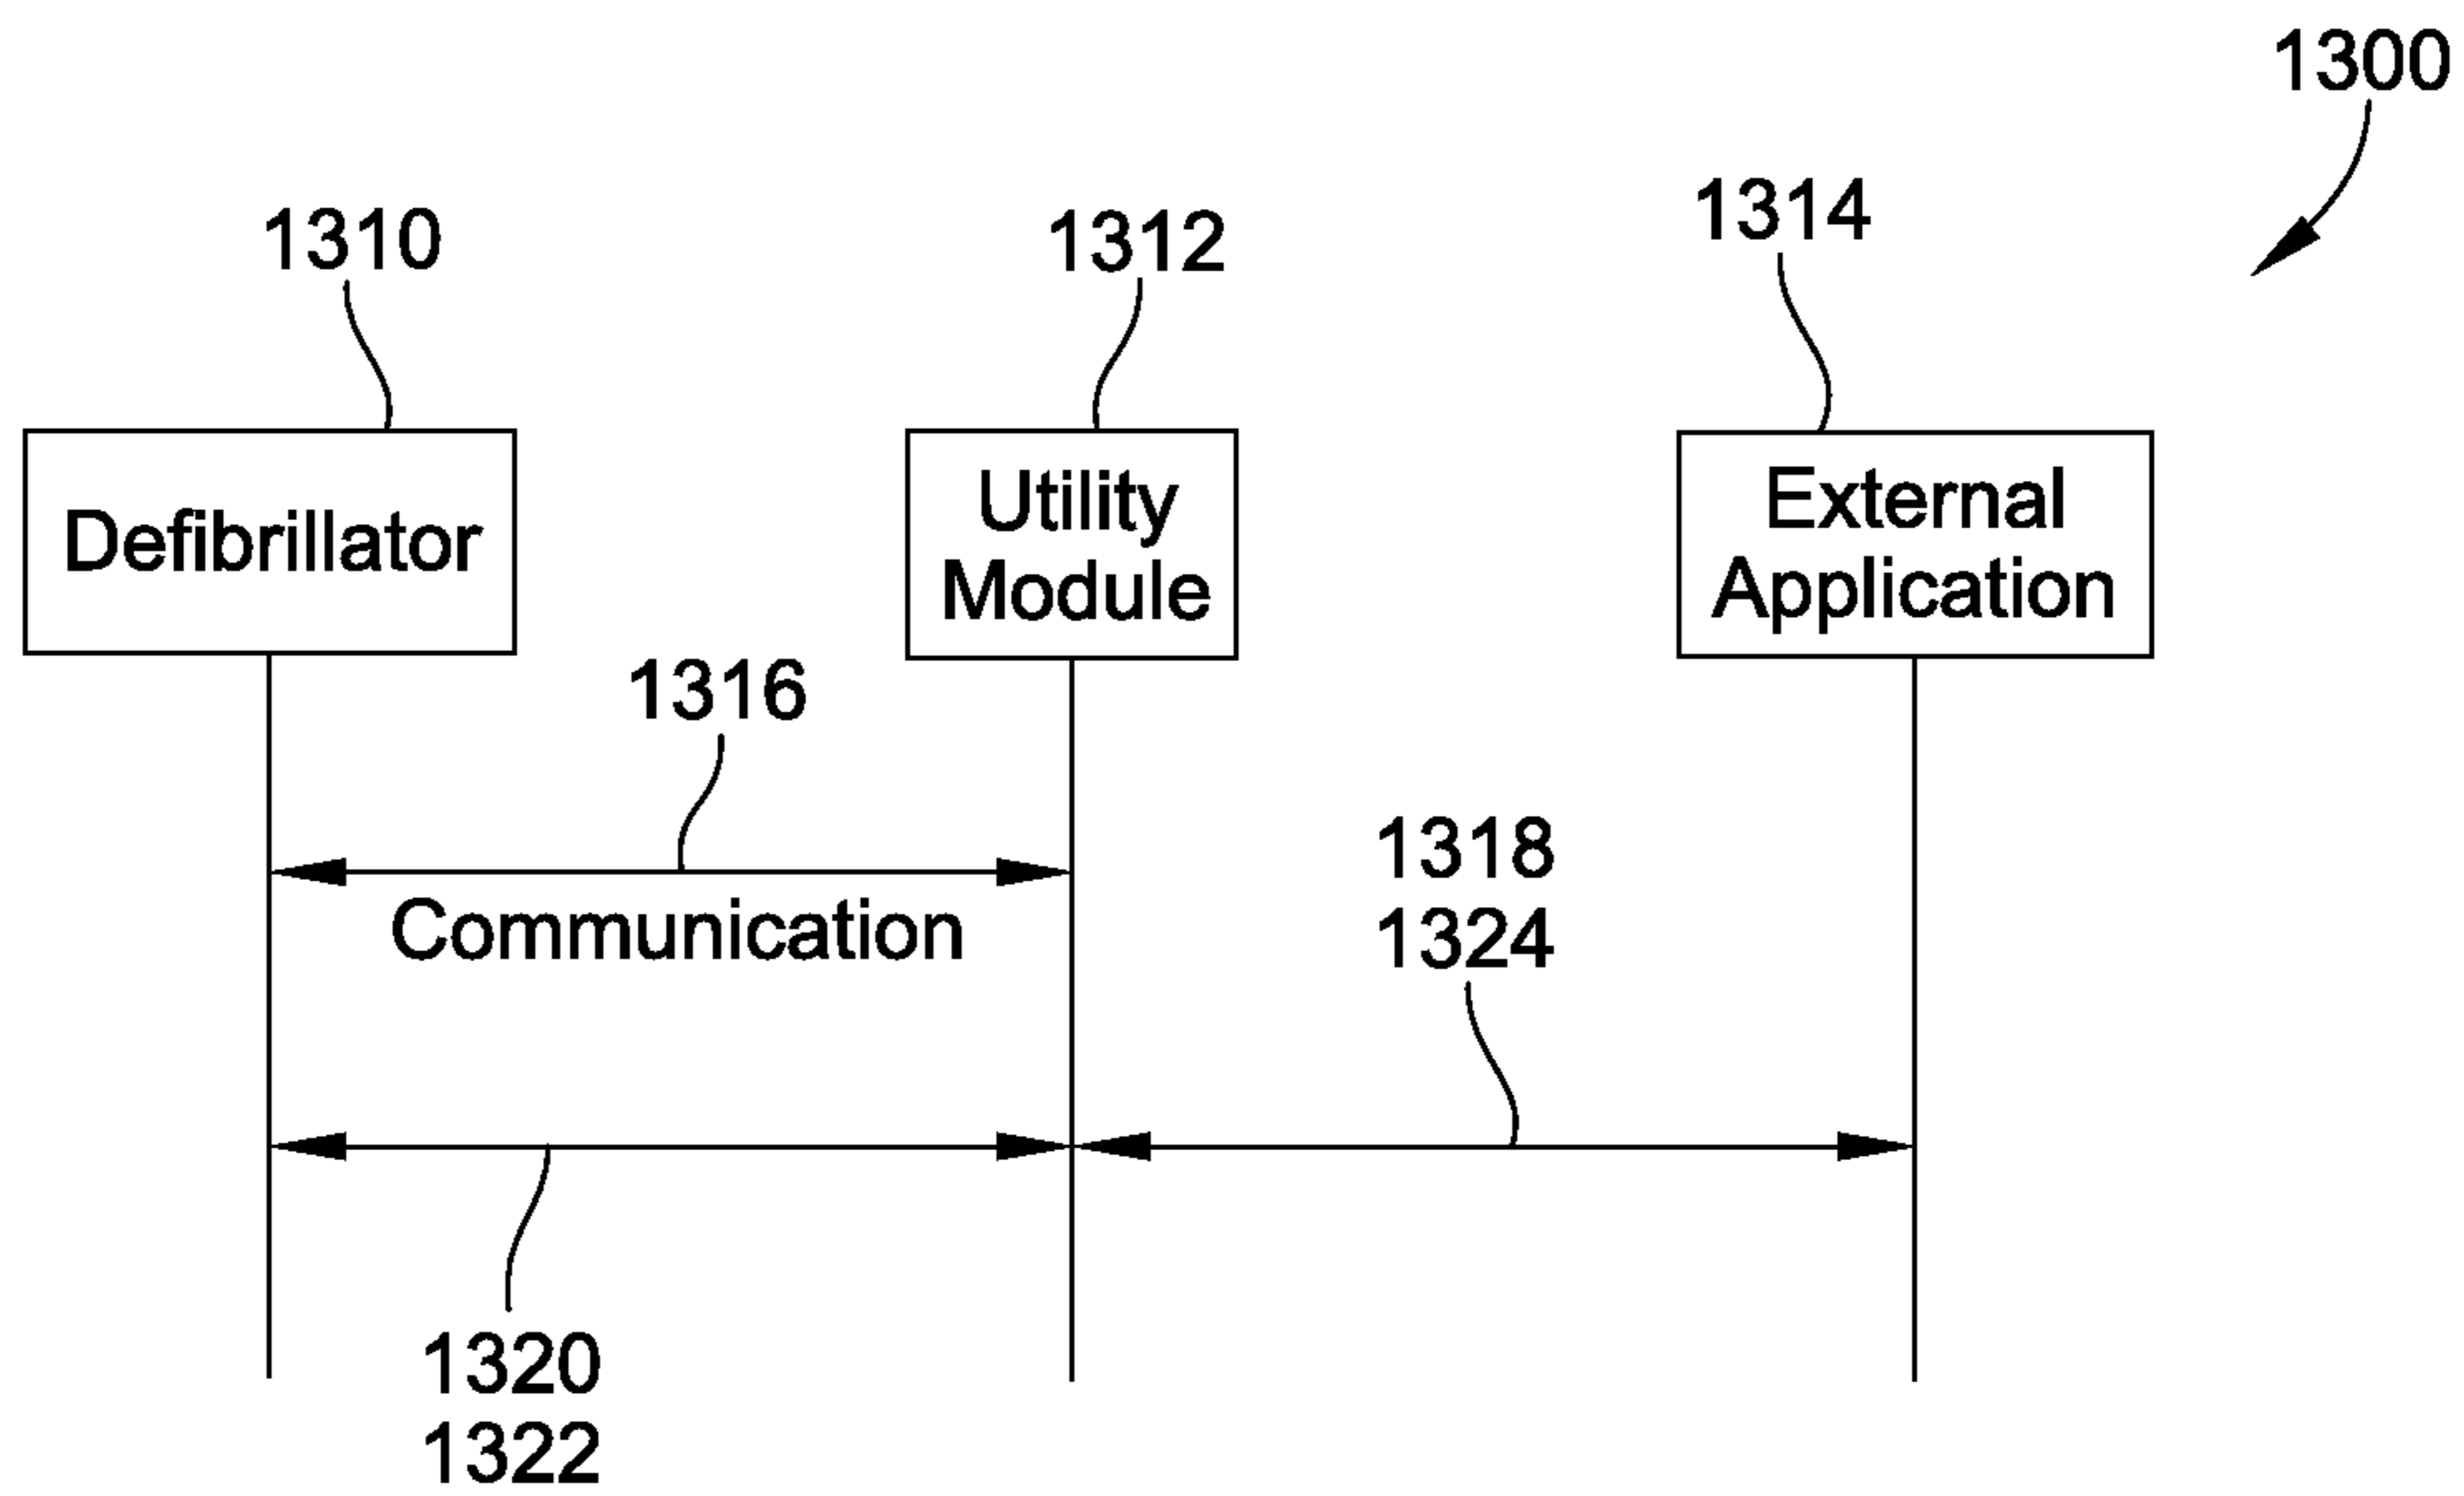 1300
1310
1312
1314
Defibrillator
Utility
Module
External
Application
1316
Communication
1318
1324
1320
1322